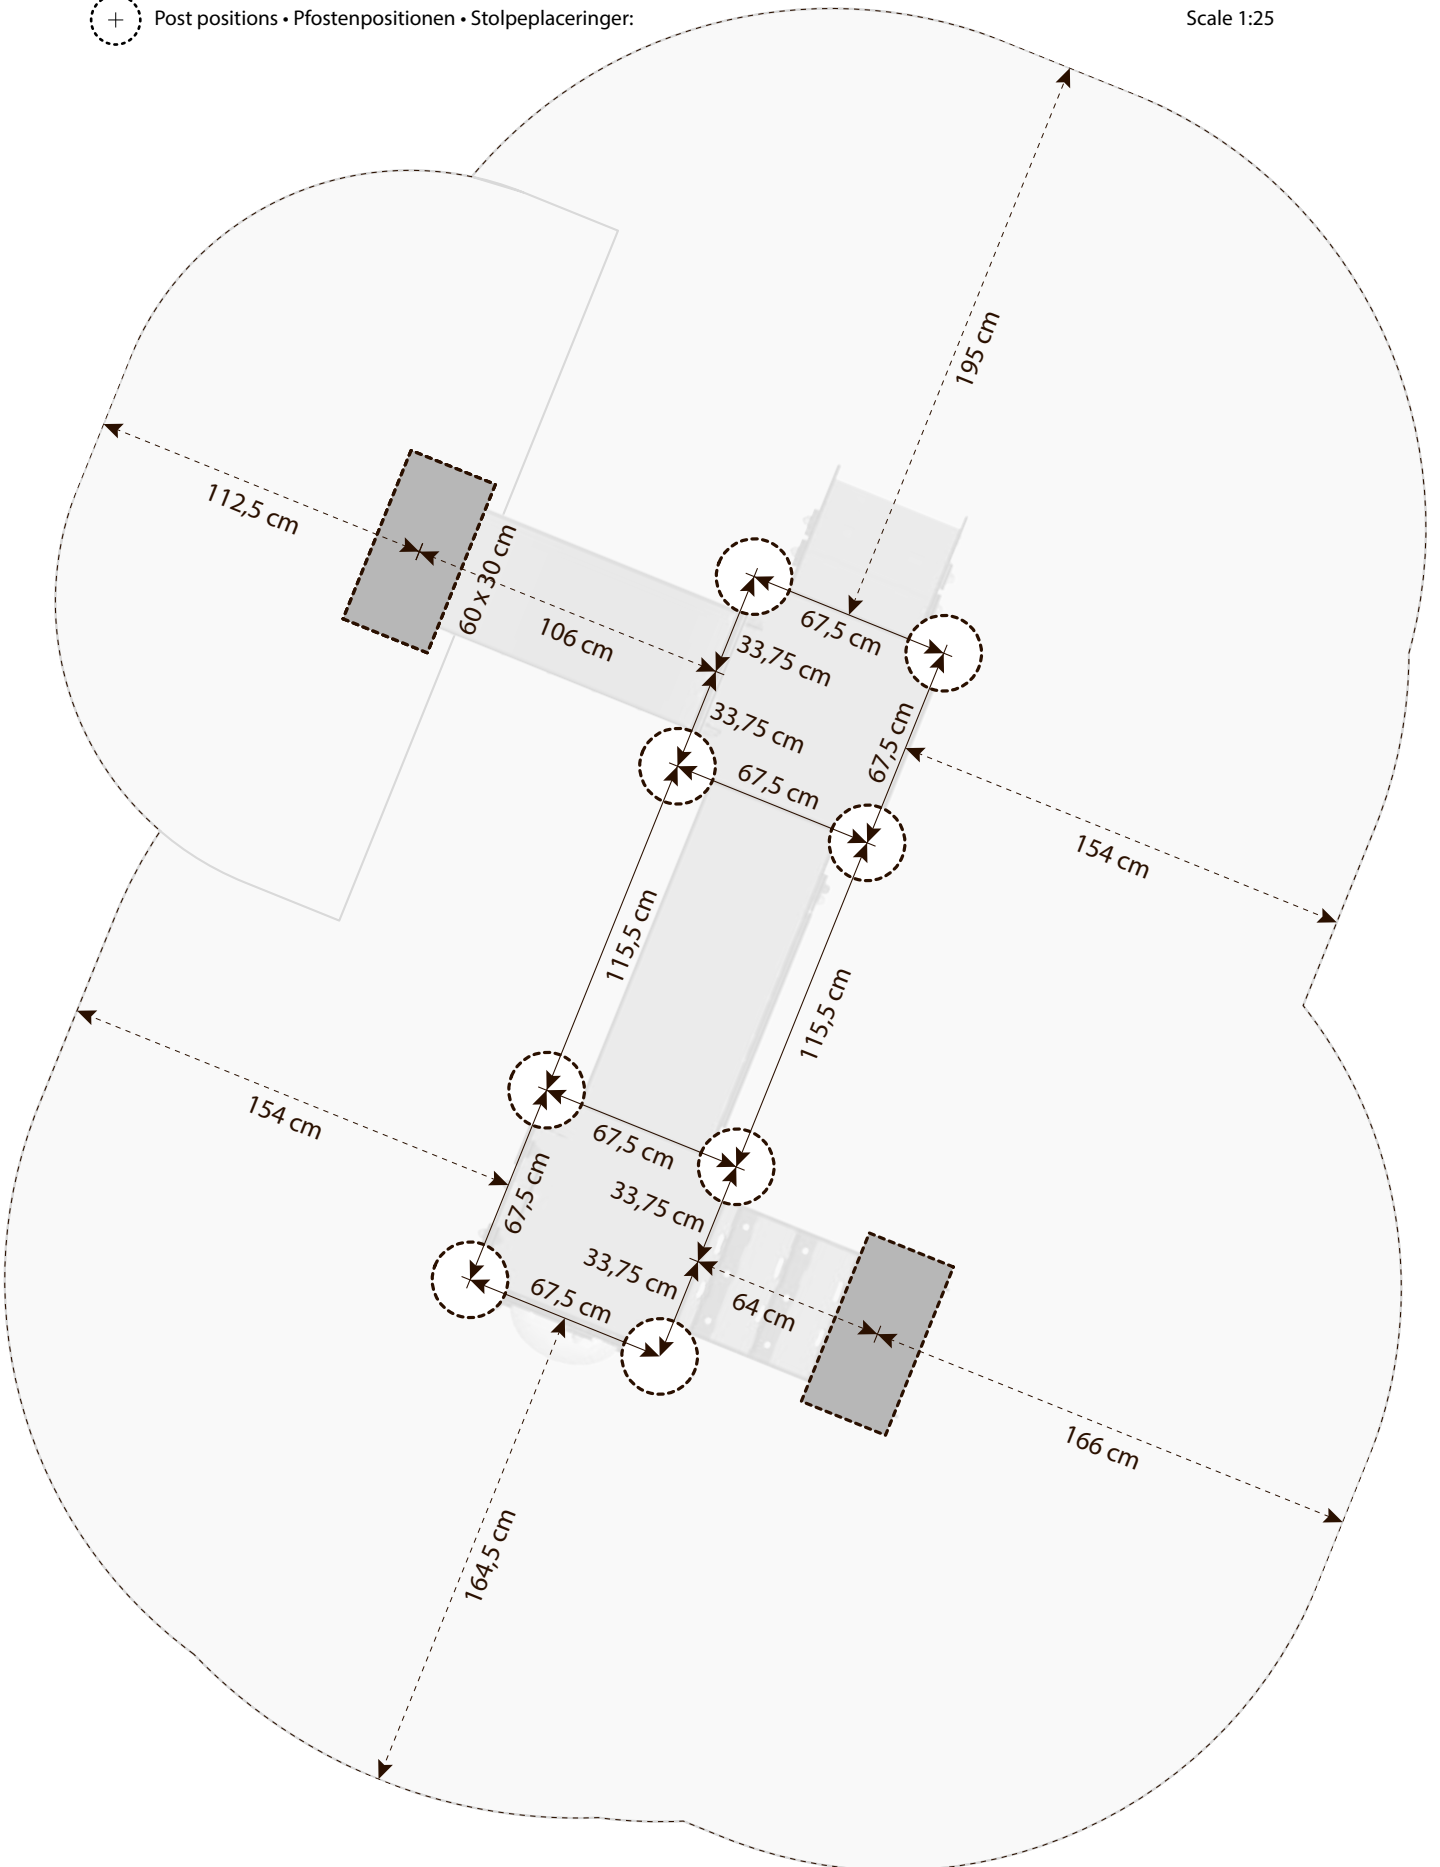 Post positions • Pfostenpositionen • Stolpeplaceringer:
Scale 1:25
195 cm
112,5 cm
60 x 30 cm
106 cm
67,5 cm
33,75 cm
33,75 cm
67,5 cm
67,5 cm
154 cm
115,5 cm
115,5 cm
154 cm
67,5 cm
67,5 cm
33,75 cm
33,75 cm
67,5 cm
64 cm
166 cm
164,5 cm